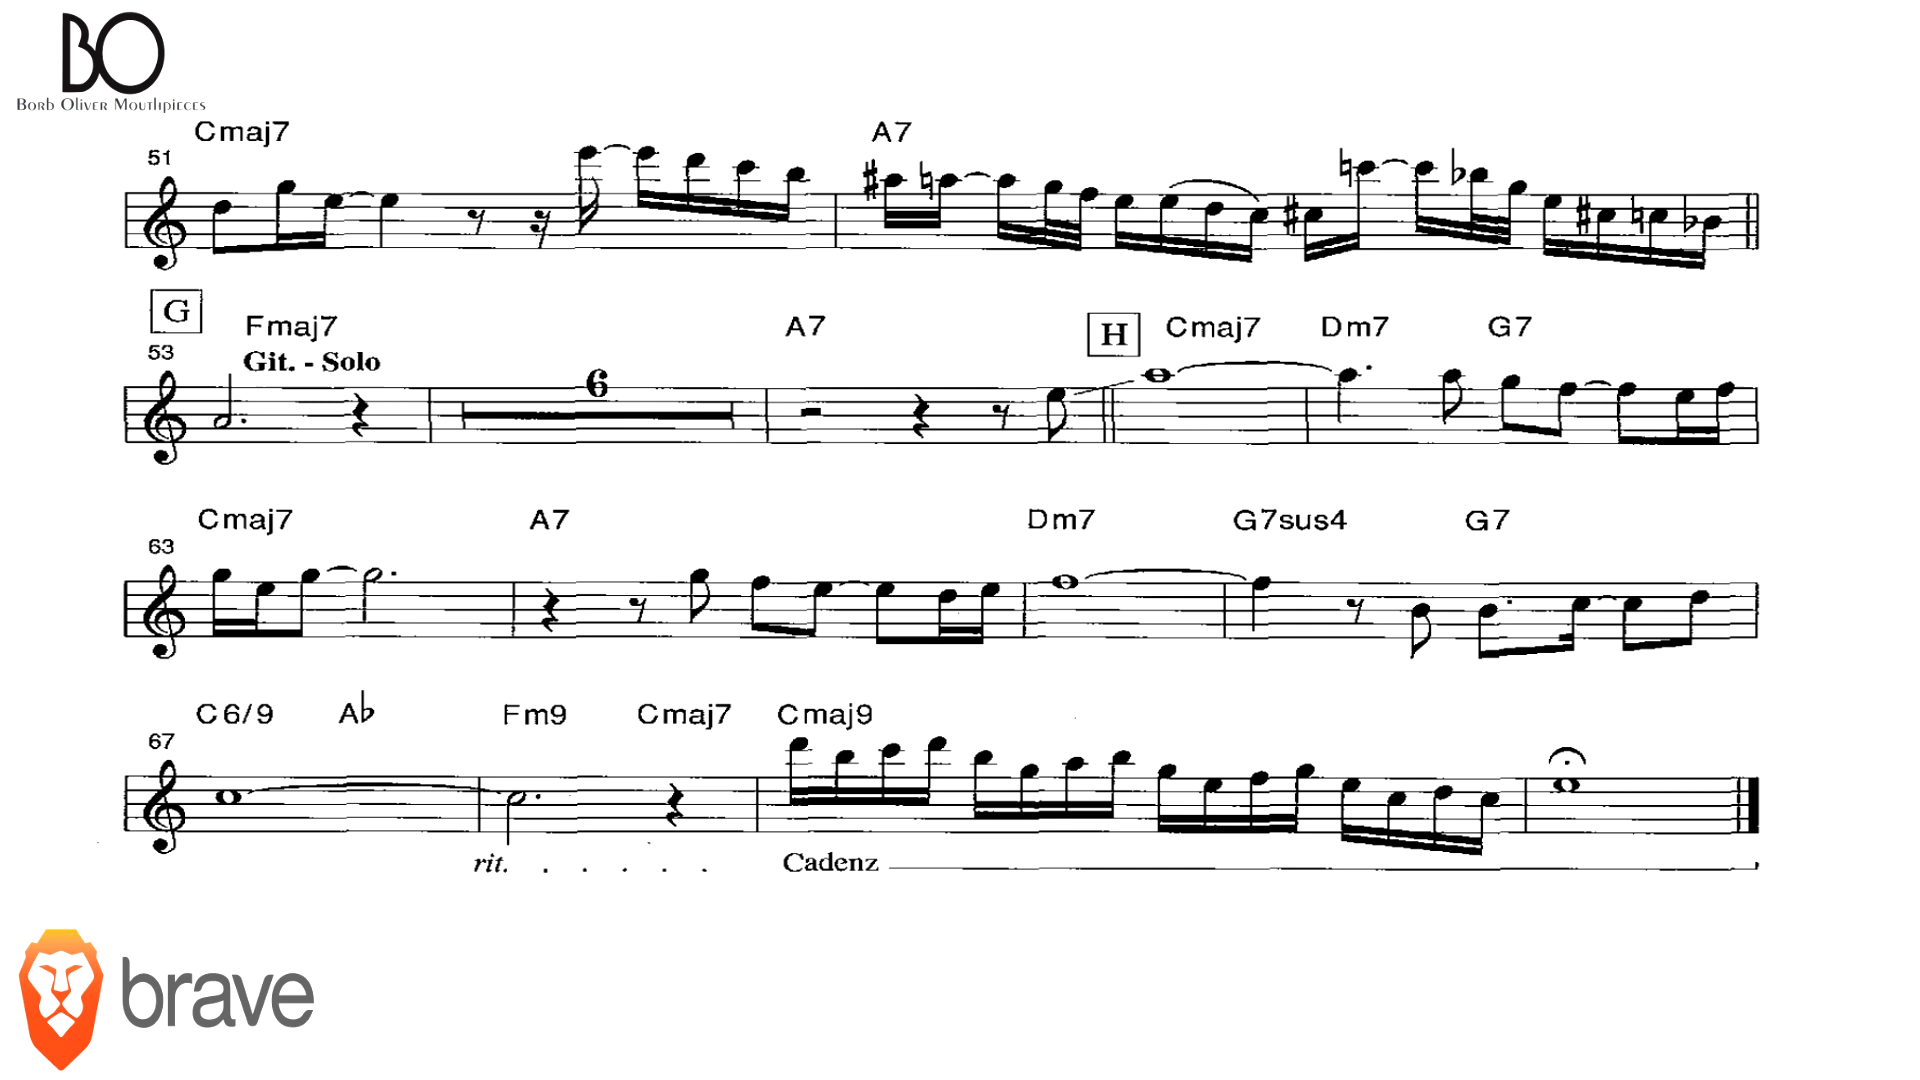 BO
Borb Oliver Mouthpieces
Cmaj7 A7
51
G Fmaj7 A7 H Cmaj7 Dm7 G7
53 Git. - Solo
6
Cmaj7 A7 Dm7 G7sus4 G7
63
C6/9 A♭ Fm9 Cmaj7 Cmaj9
67
rit. . . . . . Cadenz
brave